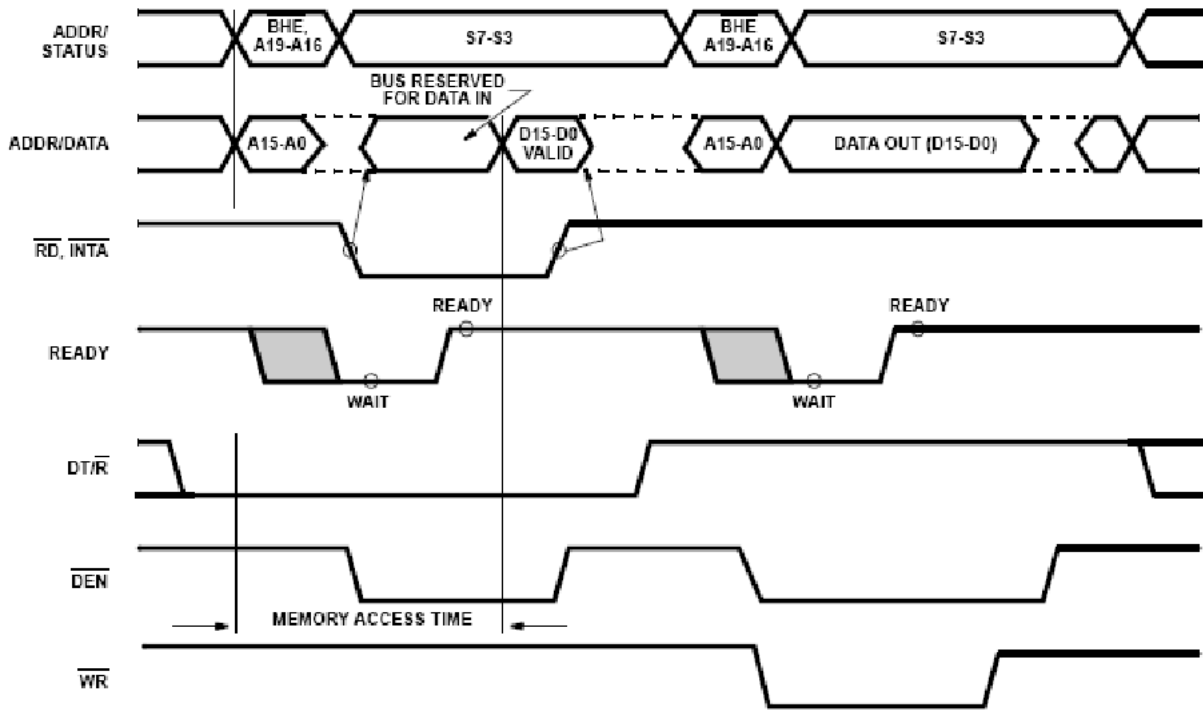 ADDR/
STATUS
BHE,
A19-A16
S7-S3
BHE
A19-A16
S7-S3
BUS RESERVED
FOR DATA IN
ADDR/DATA
A15-A0
D15-D0
VALID
A15-A0
DATA OUT (D15-D0)
RD, INTA
READY
READY
READY
WAIT
WAIT
DT/R
DEN
MEMORY ACCESS TIME
WR